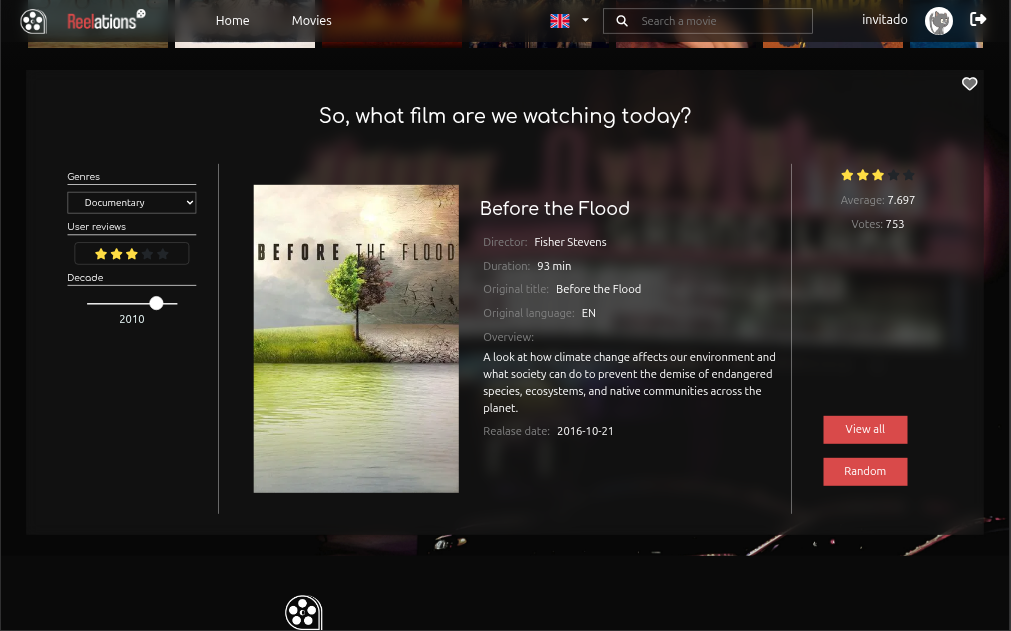 Reelations
Home
Movies
Search a movie
invitado
So, what film are we watching today?
Genres
Documentary
User reviews
Decade
2010
BEFORE THE FLOOD
Before the Flood
Director: Fisher Stevens
Duration: 93 min
Original title: Before the Flood
Original language: EN
Overview:
A look at how climate change affects our environment and
what society can do to prevent the demise of endangered
species, ecosystems, and native communities across the
planet.
Realase date: 2016-10-21
Average: 7.697
Votes: 753
View all
Random